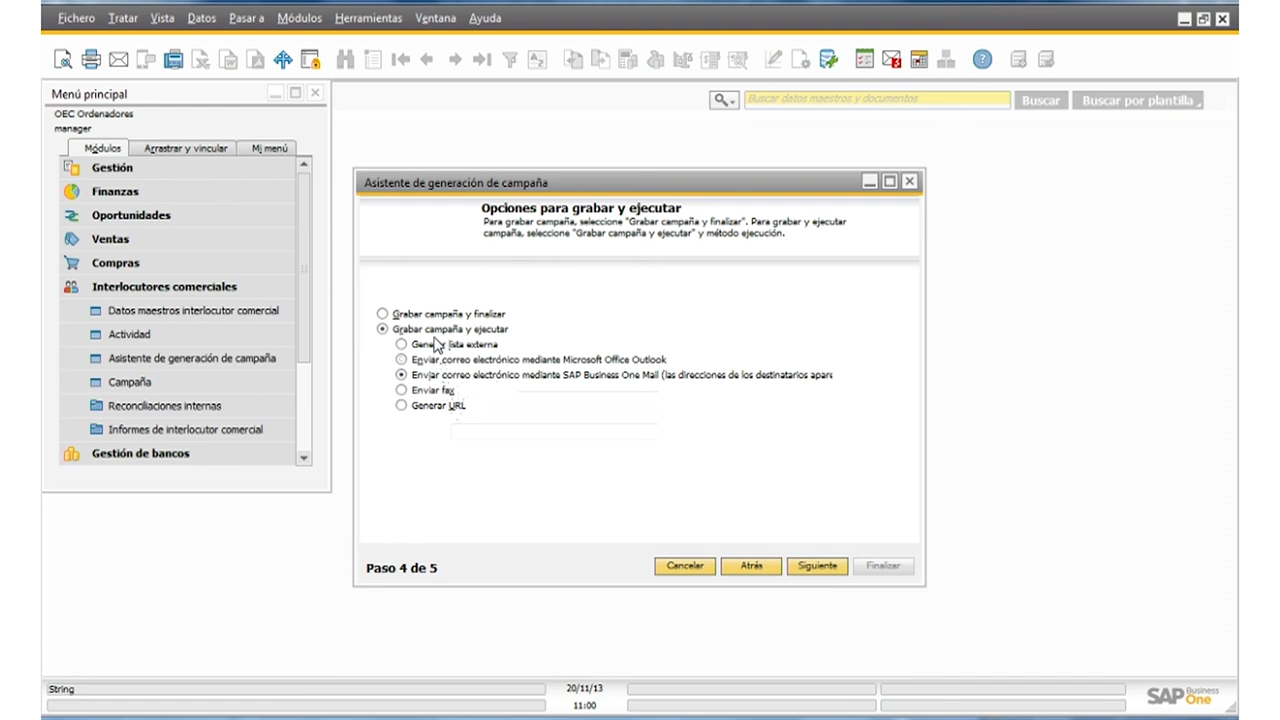 Fichero Tratar Vista Datos Pasar a Módulos Herramientas Ventana Ayuda
Menú principal
OEC Ordenadores
manager
Módulos Arrastrar y vincular Mi menú
Gestión
Finanzas
Oportunidades
Ventas
Compras
Interlocutores comerciales
Datos maestros interlocutor comercial
Actividad
Asistente de generación de campaña
Campaña
Reconciliaciones internas
Informes de interlocutor comercial
Gestión de bancos
Buscar datos maestros y documentos Buscar Buscar por plantilla
Asistente de generación de campaña
Opciones para grabar y ejecutar
Para grabar campaña, seleccione "Grabar campaña y finalizar". Para grabar y ejecutar
campaña, seleccione "Grabar campaña y ejecutar" y método ejecución.
Grabar campaña y finalizar
Grabar campaña y ejecutar
Generar lista externa
Enviar correo electrónico mediante Microsoft Office Outlook
Enviar correo electrónico mediante SAP Business One Mail (las direcciones de los destinatarios apare
Enviar fax
Generar URL
Paso 4 de 5
Cancelar Atrás Siguiente Finalizar
String
20/11/13
11:00
SAP Business One